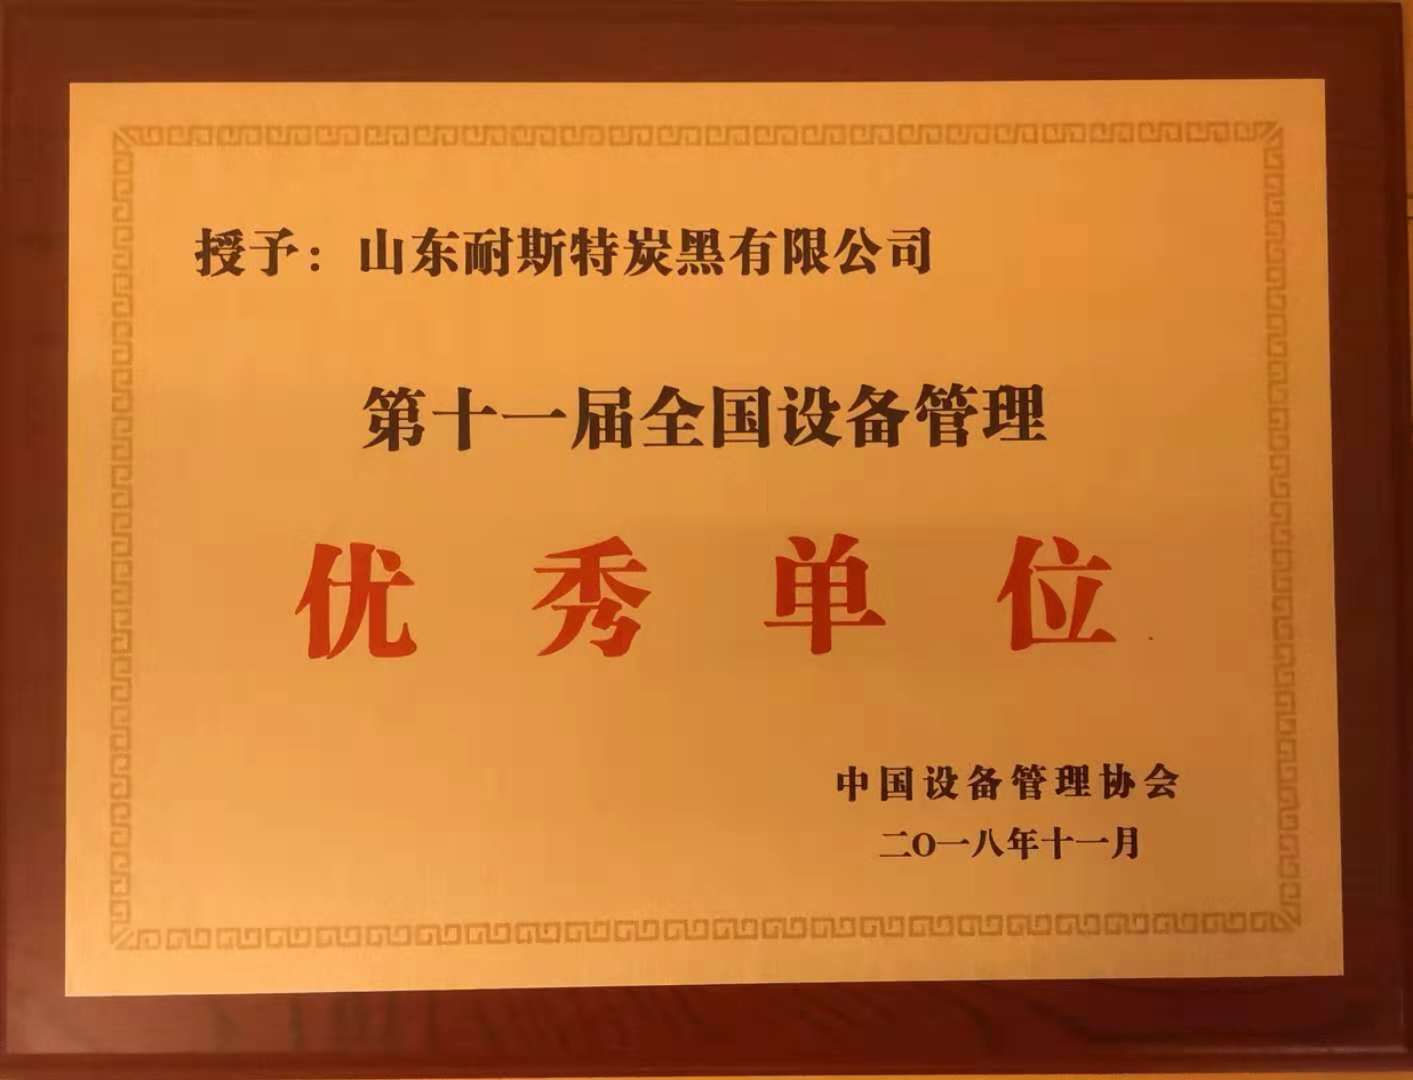 授予：山东耐斯特炭黑有限公司
第十一届全国设备管理
优秀单位
中国设备管理协会
二〇一八年十一月